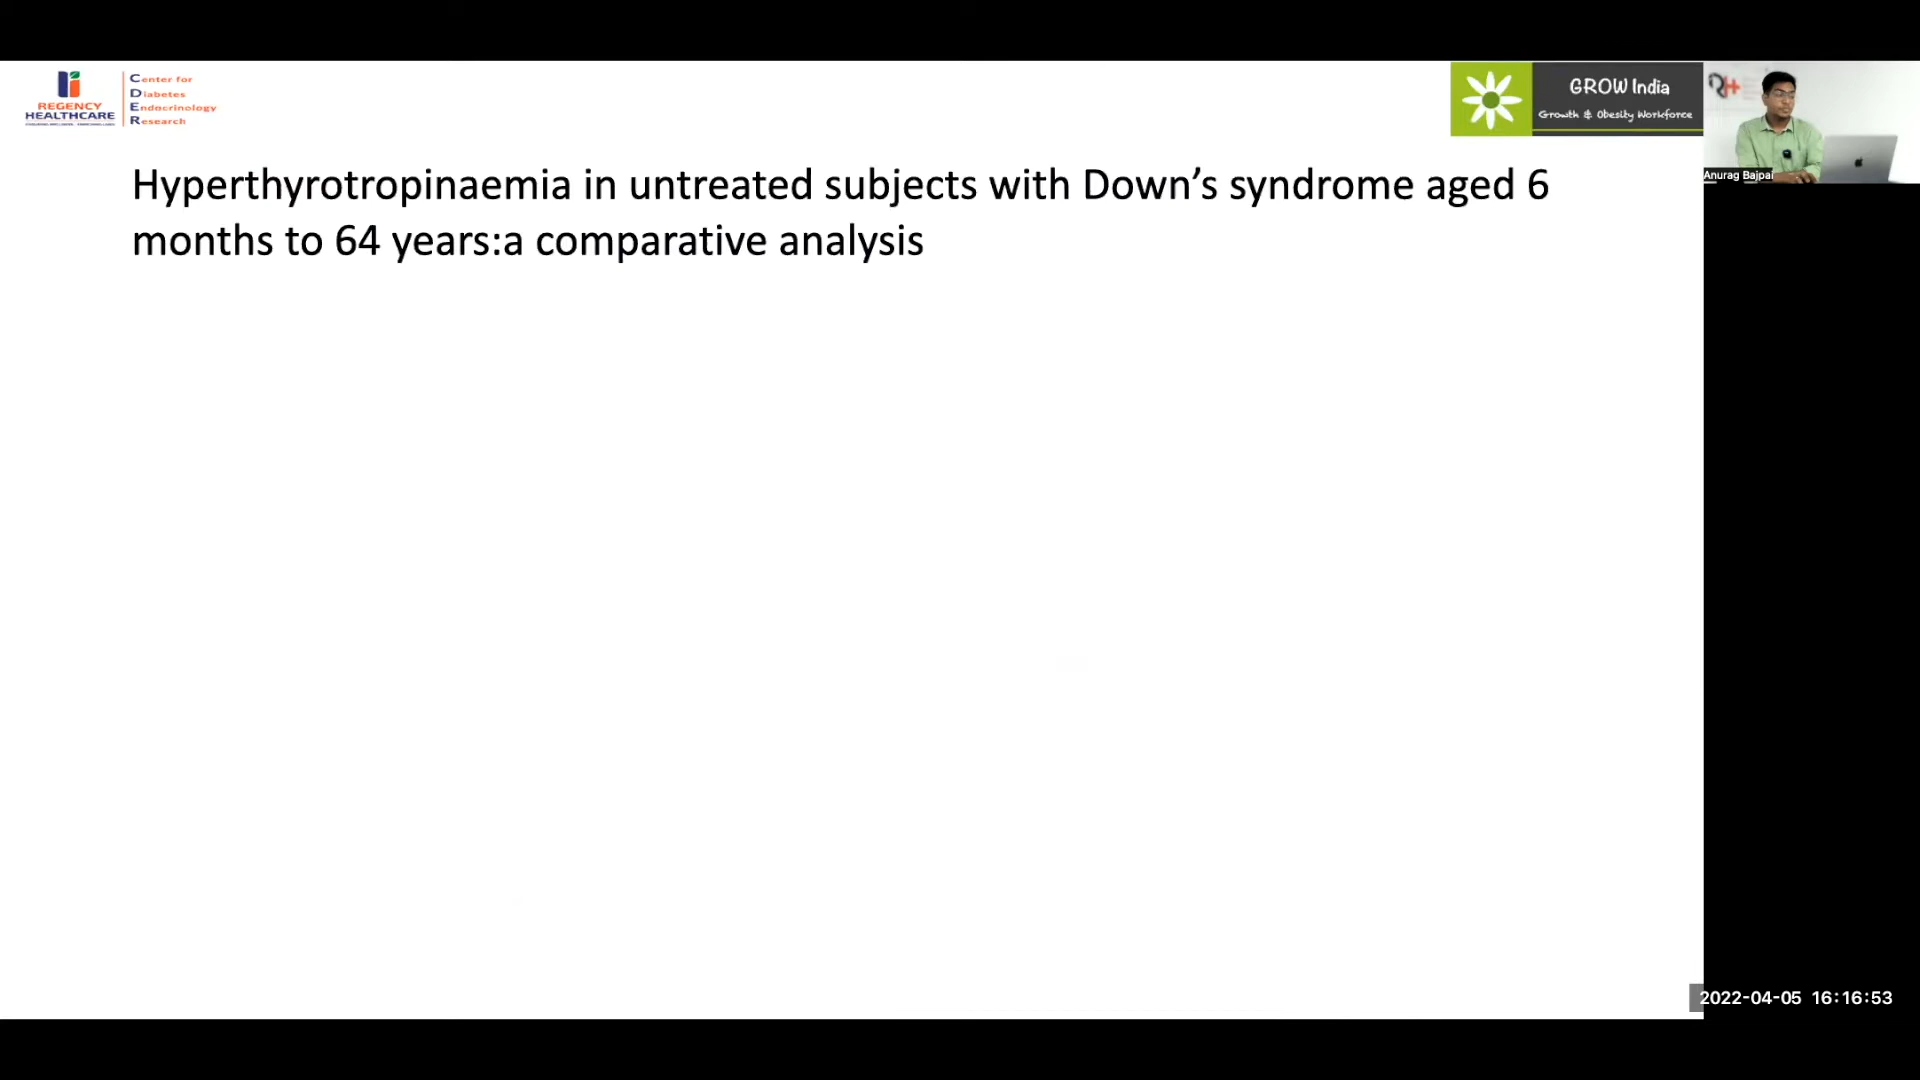 REGENCY
HEALTHCARE
Center for
Diabetes
Endocrinology
Research
GROW India
Growth & Obesity Workforce
Anurag Bajpai
Hyperthyrotropinaemia in untreated subjects with Down’s syndrome aged 6
months to 64 years:a comparative analysis
2022-04-05 16:16:53